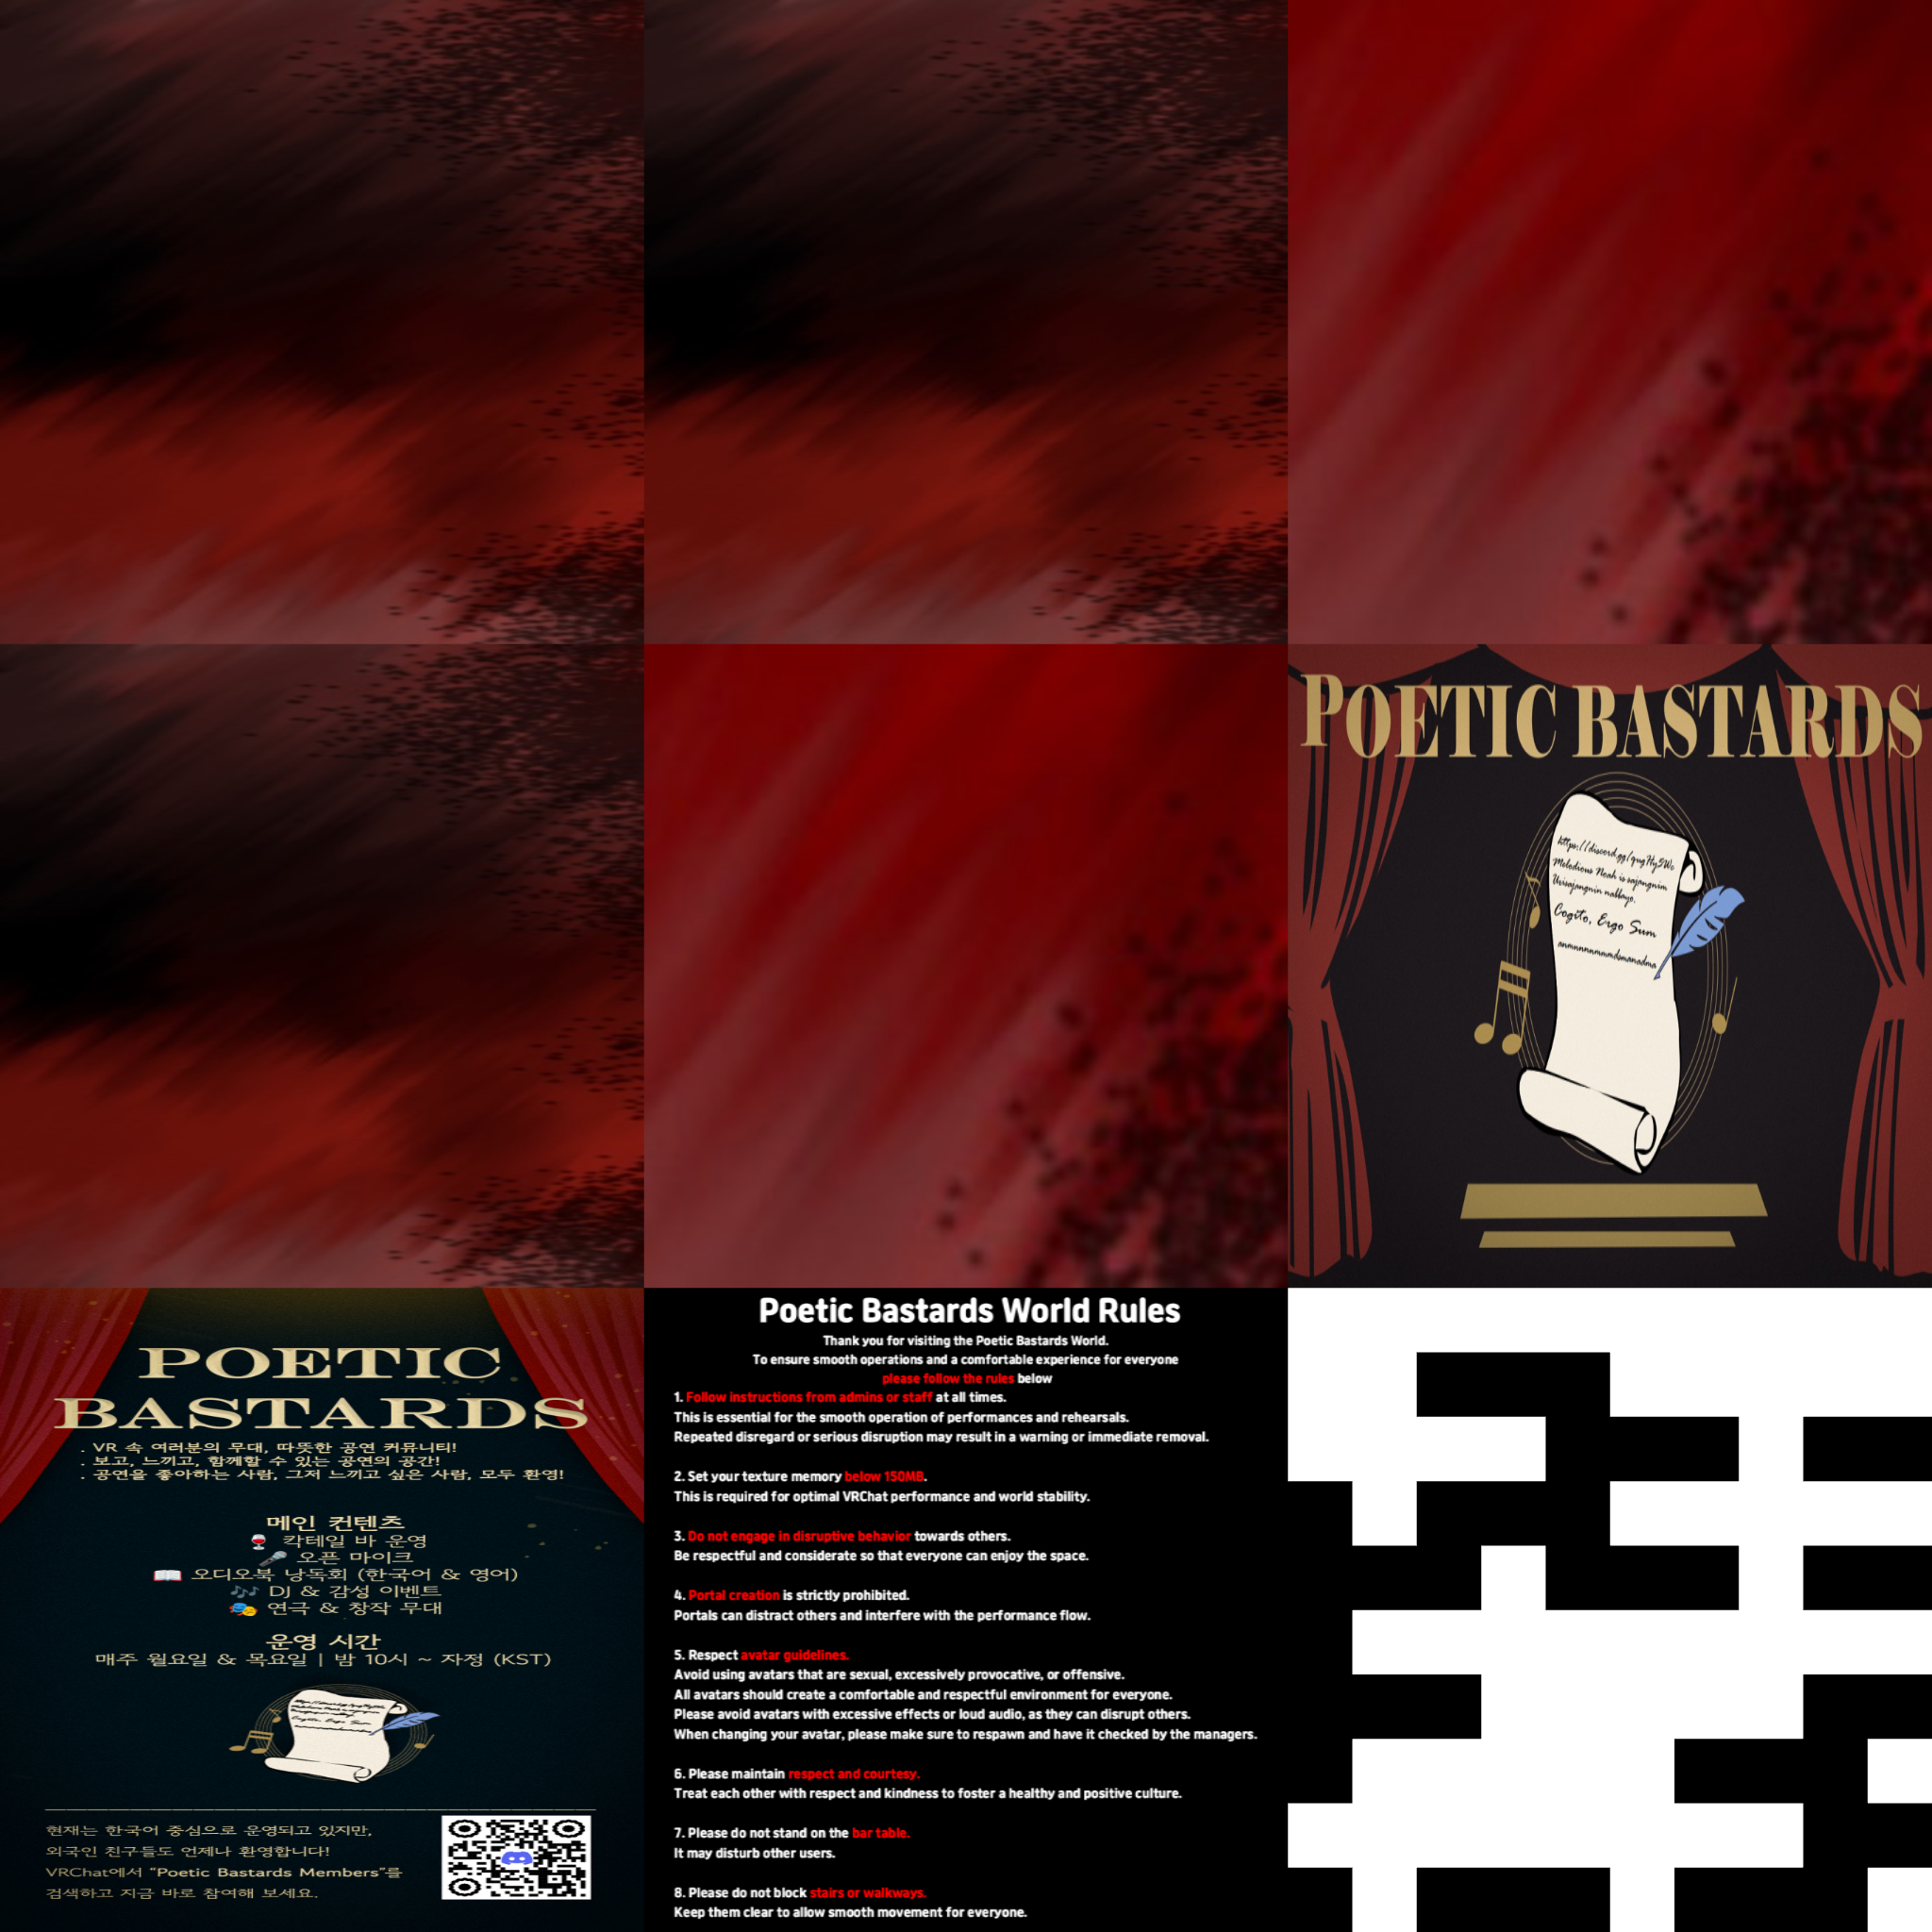 POETIC BASTARDS
Melodious Noah is sajangnim
Urisajangnim nabbayo.
Cogito, Ergo Sum
POETIC
BASTARDS
. VR 속 여러분의 무대, 따뜻한 공연 커뮤니티!
. 보고, 느끼고, 함께할 수 있는 공연의 공간!
. 공연을 좋아하는 사람, 그저 느끼고 싶은 사람, 모두 환영!
메인 컨텐츠
🍷 칵테일 바 운영
🎤 오픈 마이크
📖 오디오북 낭독회 (한국어 & 영어)
🎶 DJ & 감성 이벤트
🎭 연극 & 창작 무대
운영 시간
매주 월요일 & 목요일 | 밤 10시 ~ 자정 (KST)
Cogito, Ergo Sum
현재는 한국어 중심으로 운영되고 있지만,
외국인 친구들도 언제나 환영합니다!
VRChat에서 “Poetic Bastards Members”를
검색하고 지금 바로 참여해 보세요.
Poetic Bastards World Rules
Thank you for visiting the Poetic Bastards World.
To ensure smooth operations and a comfortable experience for everyone
please follow the rules below
1. Follow instructions from admins or staff at all times.
This is essential for the smooth operation of performances and rehearsals.
Repeated disregard or serious disruption may result in a warning or immediate removal.
2. Set your texture memory below 150MB.
This is required for optimal VRChat performance and world stability.
3. Do not engage in disruptive behavior towards others.
Be respectful and considerate so that everyone can enjoy the space.
4. Portal creation is strictly prohibited.
Portals can distract others and interfere with the performance flow.
5. Respect avatar guidelines.
Avoid using avatars that are sexual, excessively provocative, or offensive.
All avatars should create a comfortable and respectful environment for everyone.
Please avoid avatars with excessive effects or loud audio, as they can disrupt others.
When changing your avatar, please make sure to respawn and have it checked by the managers.
6. Please maintain respect and courtesy.
Treat each other with respect and kindness to foster a healthy and positive culture.
7. Please do not stand on the bar table.
It may disturb other users.
8. Please do not block stairs or walkways.
Keep them clear to allow smooth movement for everyone.